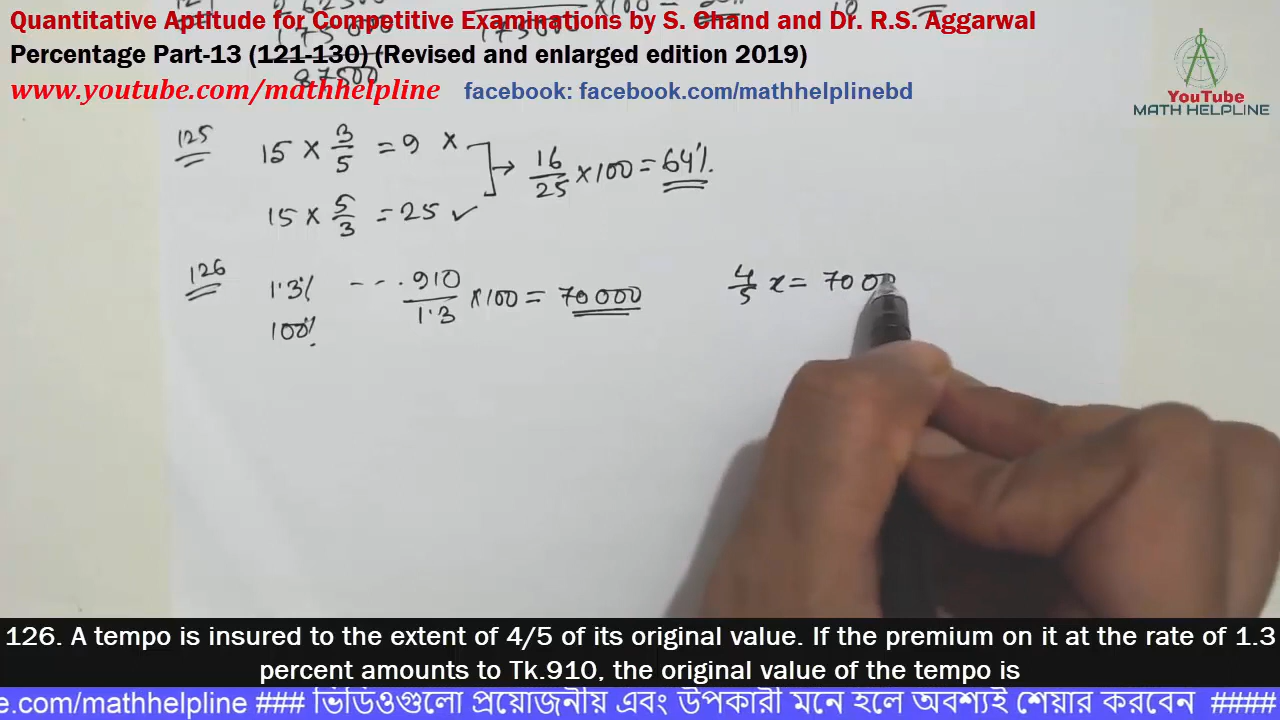 Quantitative Aptitude for Competitive Examinations by S. Chand and Dr. R.S. Aggarwal
Percentage Part-13 (121-130) (Revised and enlarged edition 2019)
www.youtube.com/mathhelpline facebook: facebook.com/mathhelplinebd
YouTube
MATH HELPLINE
175000
87500
175000
×100 =
10
125
15 × 3/5 = 9 ×
15 × 5/3 = 25 ✓
→ 16/25 × 100 = 64%.
126
1.3% --- 910/1.3 × 100 = 70000
100%
4/5 x = 7000
126. A tempo is insured to the extent of 4/5 of its original value. If the premium on it at the rate of 1.3
percent amounts to Tk.910, the original value of the tempo is
e.com/mathhelpline ### ভিডিওগুলো প্রয়োজনীয় এবং উপকারী মনে হলে অবশ্যই শেয়ার করবেন ####